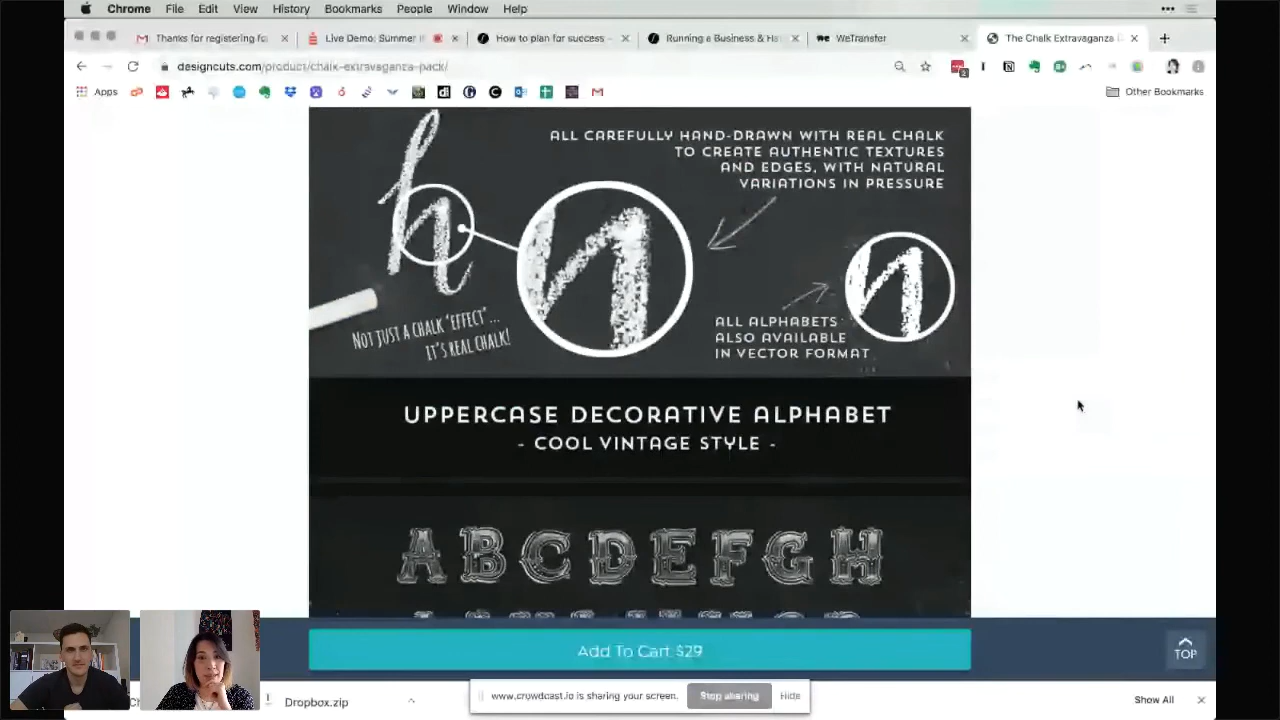 Chrome File Edit View History Bookmarks People Window Help
Thanks for registering fo
Live Demo: Summer
How to plan for success –
Running a Business & Ha
WeTransfer
The Chalk Extravaganza
designcuts.com/product/chalk-extravaganza-pack/
Apps
Other Bookmarks
ALL CAREFULLY HAND-DRAWN WITH REAL CHALK
TO CREATE AUTHENTIC TEXTURES
AND EDGES, WITH NATURAL
VARIATIONS IN PRESSURE
h
n
n
NOT JUST A CHALK "EFFECT"...
IT'S REAL CHALK!
ALL ALPHABETS
ALSO AVAILABLE
IN VECTOR FORMAT
UPPERCASE DECORATIVE ALPHABET
- COOL VINTAGE STYLE -
A B C D E F G H
Add To Cart $29
TOP
www.crowdcast.io is sharing your screen.
Stop sharing
Hide
Dropbox.zip
Show All